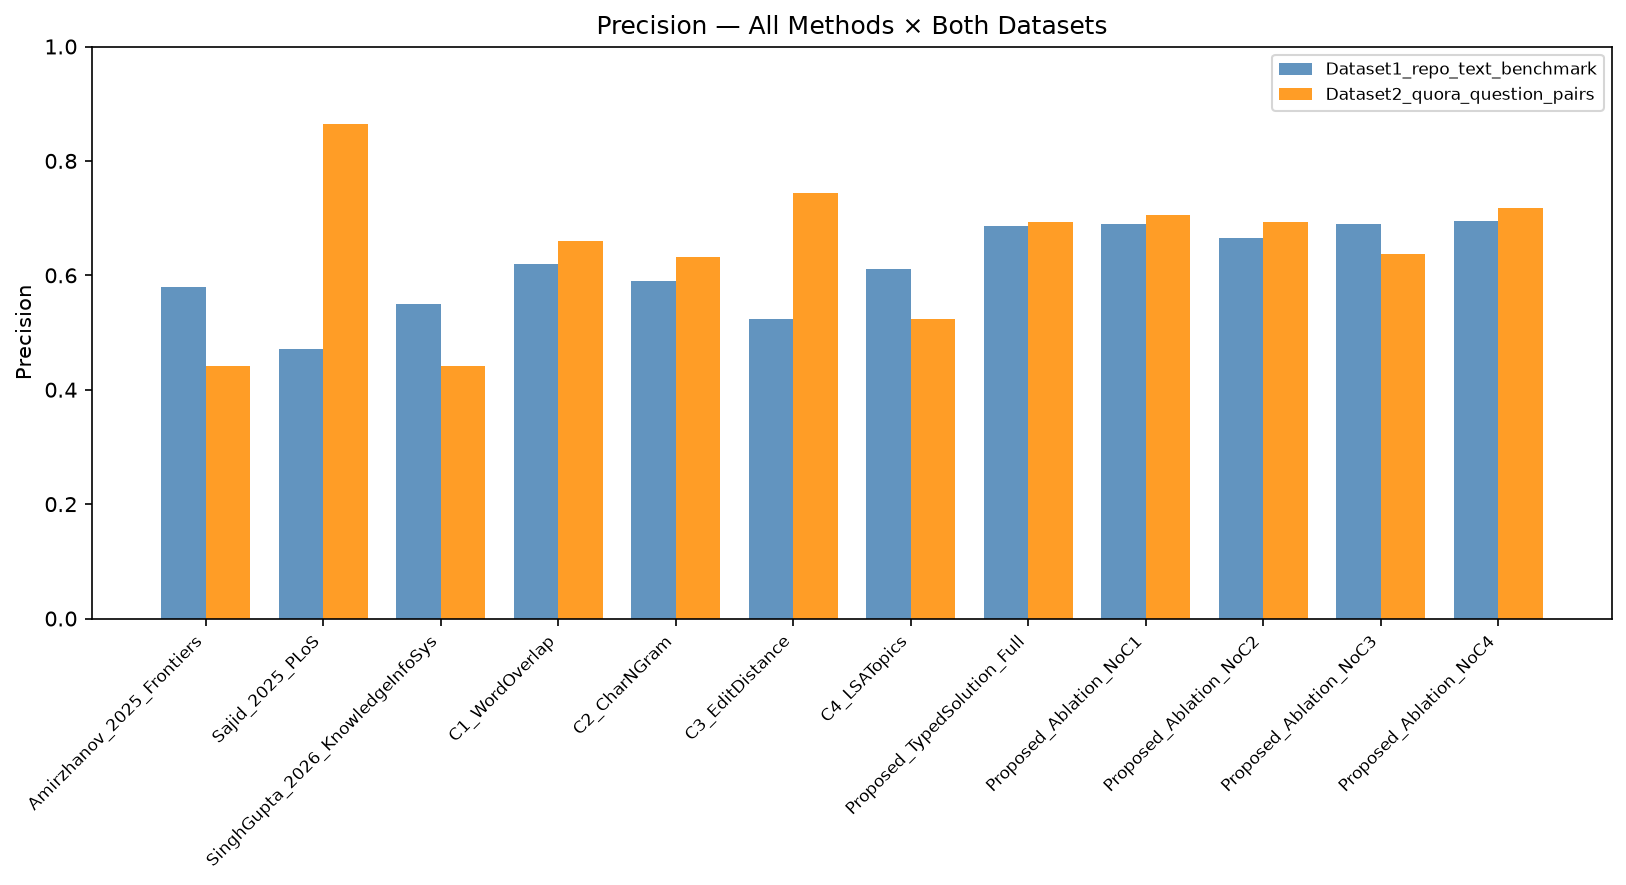 Precision — All Methods × Both Datasets
Dataset1_repo_text_benchmark
Dataset2_quora_question_pairs
Precision
1.0
0.8
0.6
0.4
0.2
0.0
Amirzhanov_2025_Frontiers
Sajid_2025_PLoS
SinghGupta_2026_KnowledgeInfoSys
C1_WordOverlap
C2_CharNGram
C3_EditDistance
C4_LSATopics
Proposed_TypedSolution_Full
Proposed_Ablation_NoC1
Proposed_Ablation_NoC2
Proposed_Ablation_NoC3
Proposed_Ablation_NoC4